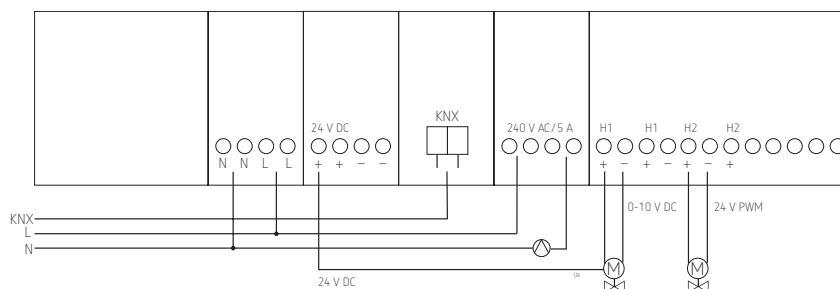 KNX
24 V DC
240 V AC/5 A
H1 H1 H2 H2
N N L L
+ + − −
+ − + − + − +
KNX
L
N
0-10 V DC
24 V PWM
M M
24 V DC